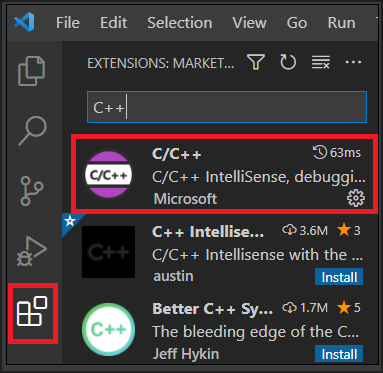 File Edit Selection View Go Run
EXTENSIONS: MARKET...
C++
C/C++
C/C++ 63ms
C/C++ IntelliSense, debuggi...
Microsoft
C++
C++ Intellise... 3.6M 3
C/C++ Intellisense with the ...
austin Install
C++
Better C++ Sy... 1.7M 5
The bleeding edge of the C...
Jeff Hykin Install